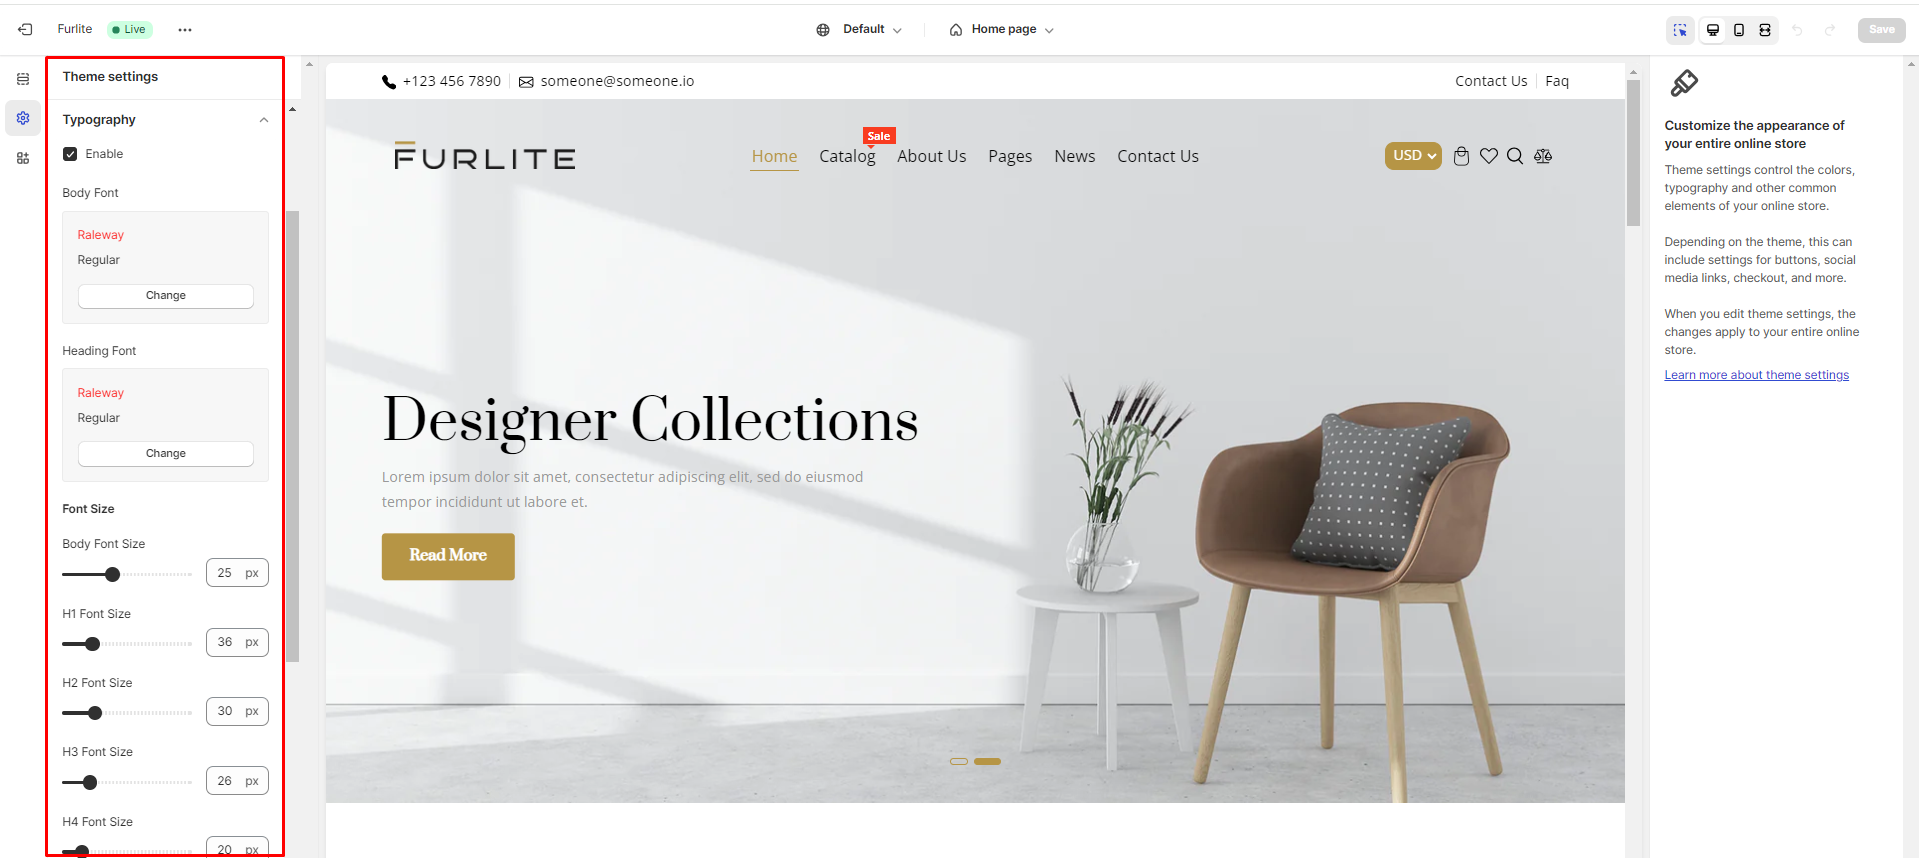 Furlite
Live
Default
Home page
Save
Theme settings
Typography
Enable
Body Font
Raleway
Regular
Change
Heading Font
Raleway
Regular
Change
Font Size
Body Font Size
25 px
H1 Font Size
36 px
H2 Font Size
30 px
H3 Font Size
26 px
H4 Font Size
20 px
+123 456 7890
someone@someone.io
Contact Us
Faq
FURLITE
Sale
Home Catalog About Us Pages News Contact Us
USD
Designer Collections
Lorem ipsum dolor sit amet, consectetur adipiscing elit, sed do eiusmod
tempor incididunt ut labore et.
Read More
Customize the appearance of
your entire online store
Theme settings control the colors,
typography and other common
elements of your online store.
Depending on the theme, this can
include settings for buttons, social
media links, checkout, and more.
When you edit theme settings, the
changes apply to your entire online
store.
Learn more about theme settings